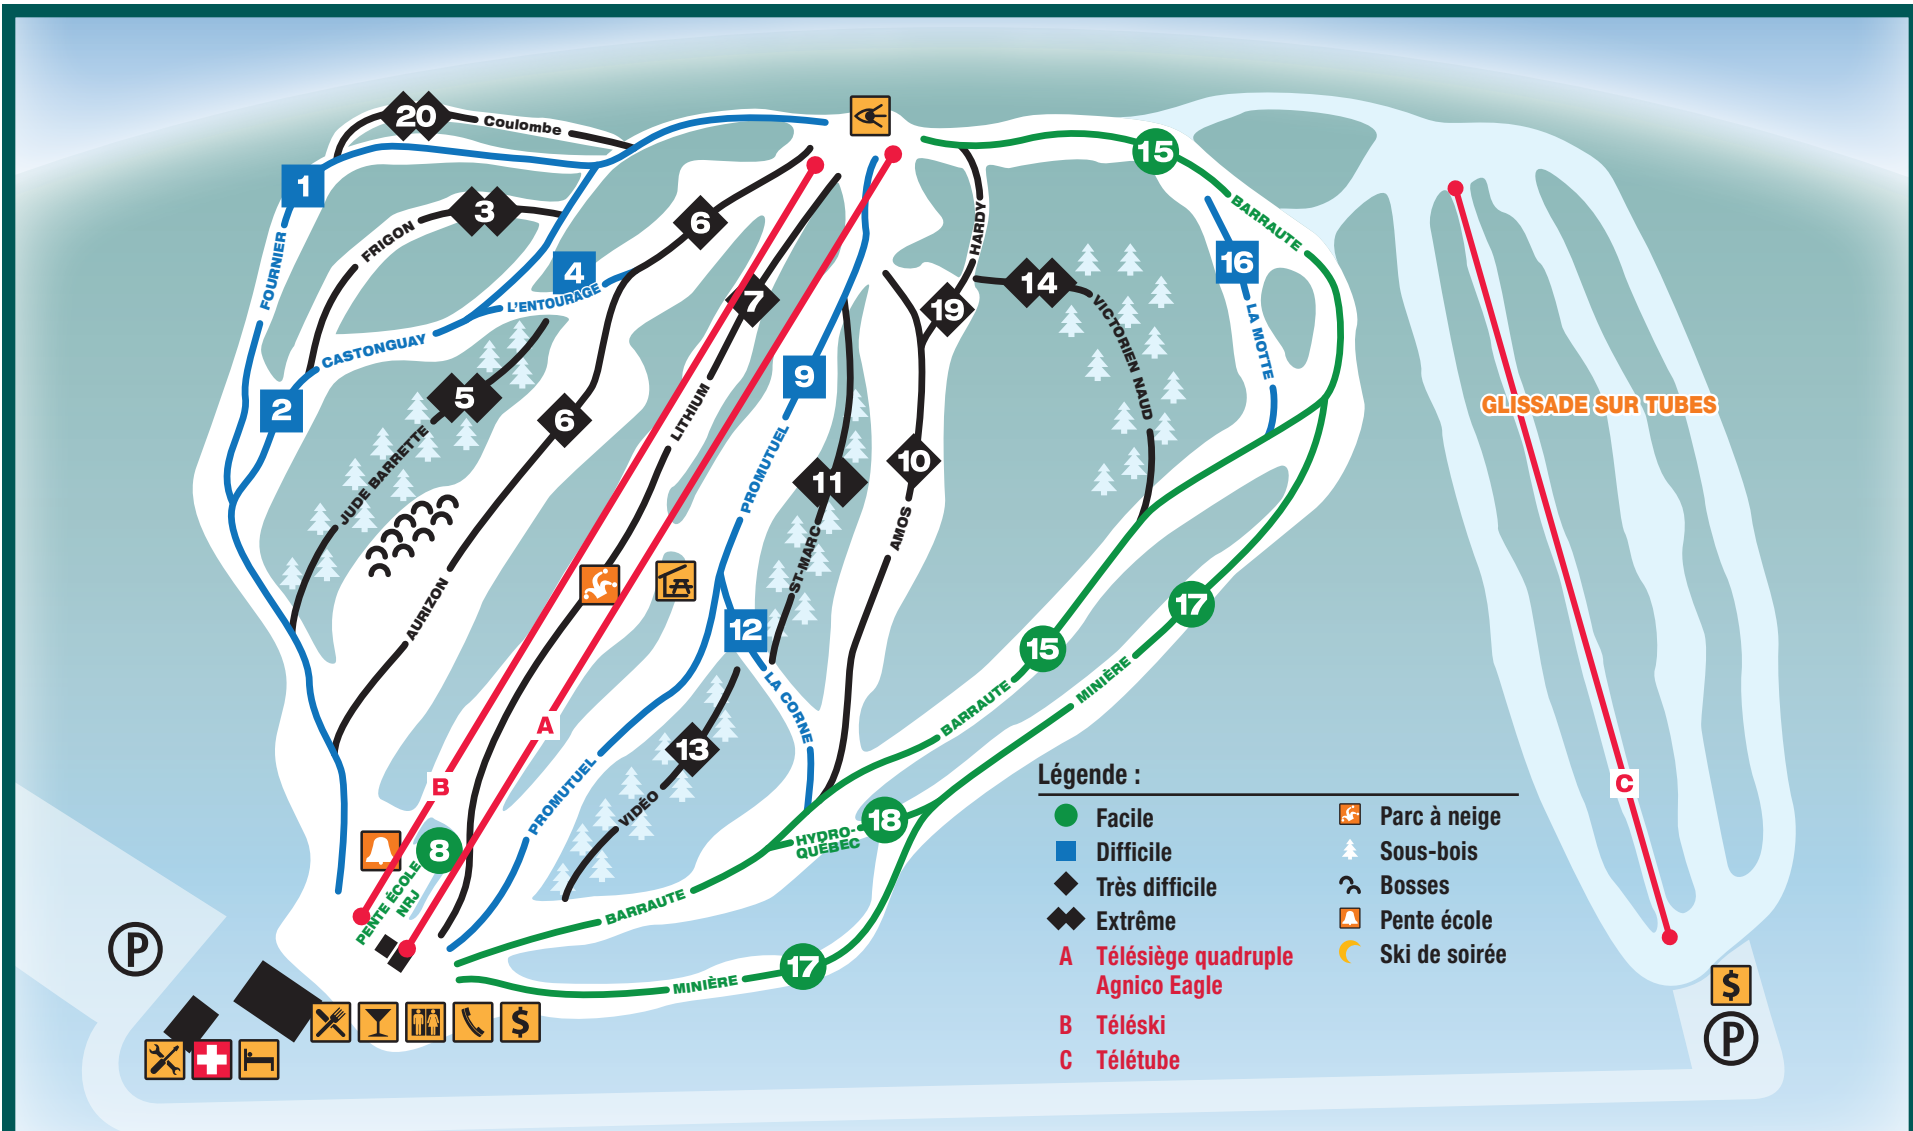 20
Coulombe
1
FOURNIER
3
FRIGON
4
L'ENTOURAGE
CASTONGUAY
2
5
JUDE BARRETTE
6
6
AURIZON
7
LITHIUM
9
PROMUTUEL
PROMUTUEL
11
ST-MARC
10
AMOS
19
HARDY
14
VICTORIEN NAUD
15
BARRAUTE
16
LA MOTTE
GLISSADE SUR TUBES
12
LA CORNE
13
VIDÉO
15
BARRAUTE
17
MINIÈRE
18
HYDRO-
QUÉBEC
BARRAUTE
17
MINIÈRE
A
B
C
8
PENTE ÉCOLE
NRJ
P
$
$
P
Légende :
Facile
Difficile
Très difficile
Extrême
A Télésiège quadruple
Agnico Eagle
B Téléski
C Télétube
Parc à neige
Sous-bois
Bosses
Pente école
Ski de soirée